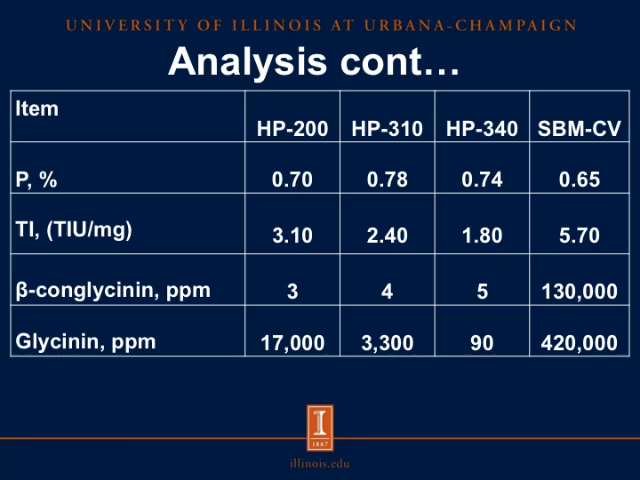 UNIVERSITY OF ILLINOIS AT URBANA-CHAMPAIGN
Analysis cont…
Item HP-200 HP-310 HP-340 SBM-CV
P, % 0.70 0.78 0.74 0.65
TI, (TIU/mg) 3.10 2.40 1.80 5.70
β-conglycinin, ppm 3 4 5 130,000
Glycinin, ppm 17,000 3,300 90 420,000
I
1867
illinois.edu